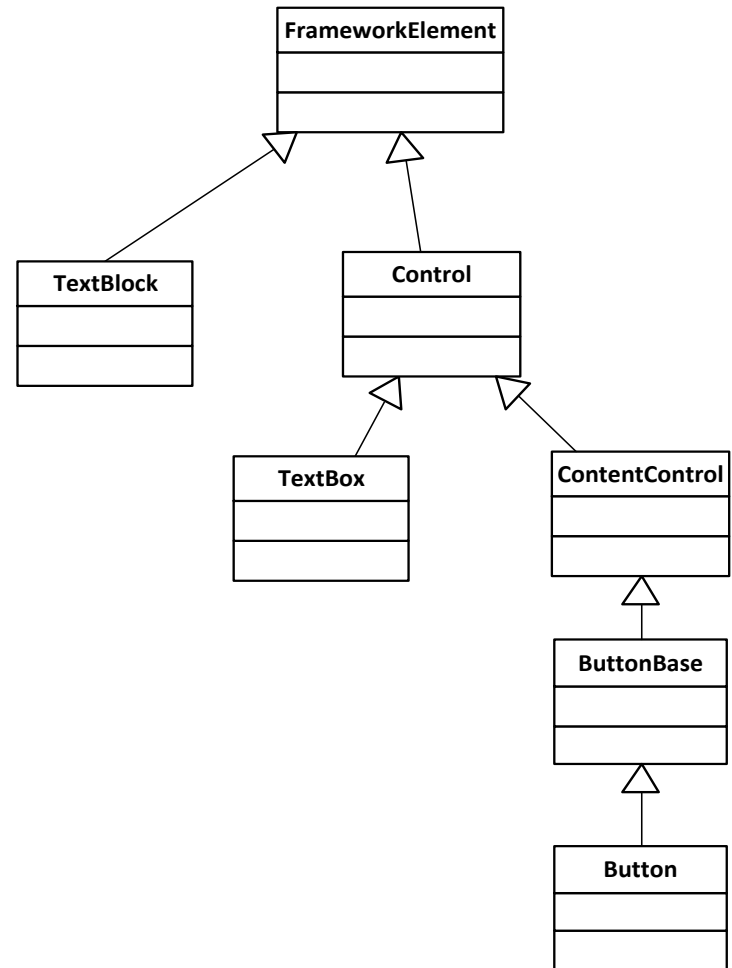 FrameworkElement
TextBlock
Control
TextBox
ContentControl
ButtonBase
Button